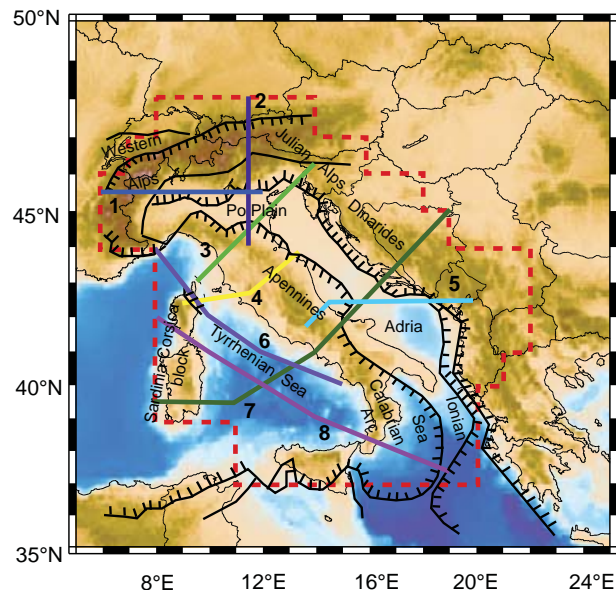 50°N
2
Western
Julian Alps
Alps
45°N
1
Po Plain
Dinarides
3
5
4
Apennines
Adria
6
Sardinia-Corsica
block
Tyrrhenian Sea
40°N
Calabrian
Arc
Ionian
Sea
7
8
35°N
8°E
12°E
16°E
20°E
24°E